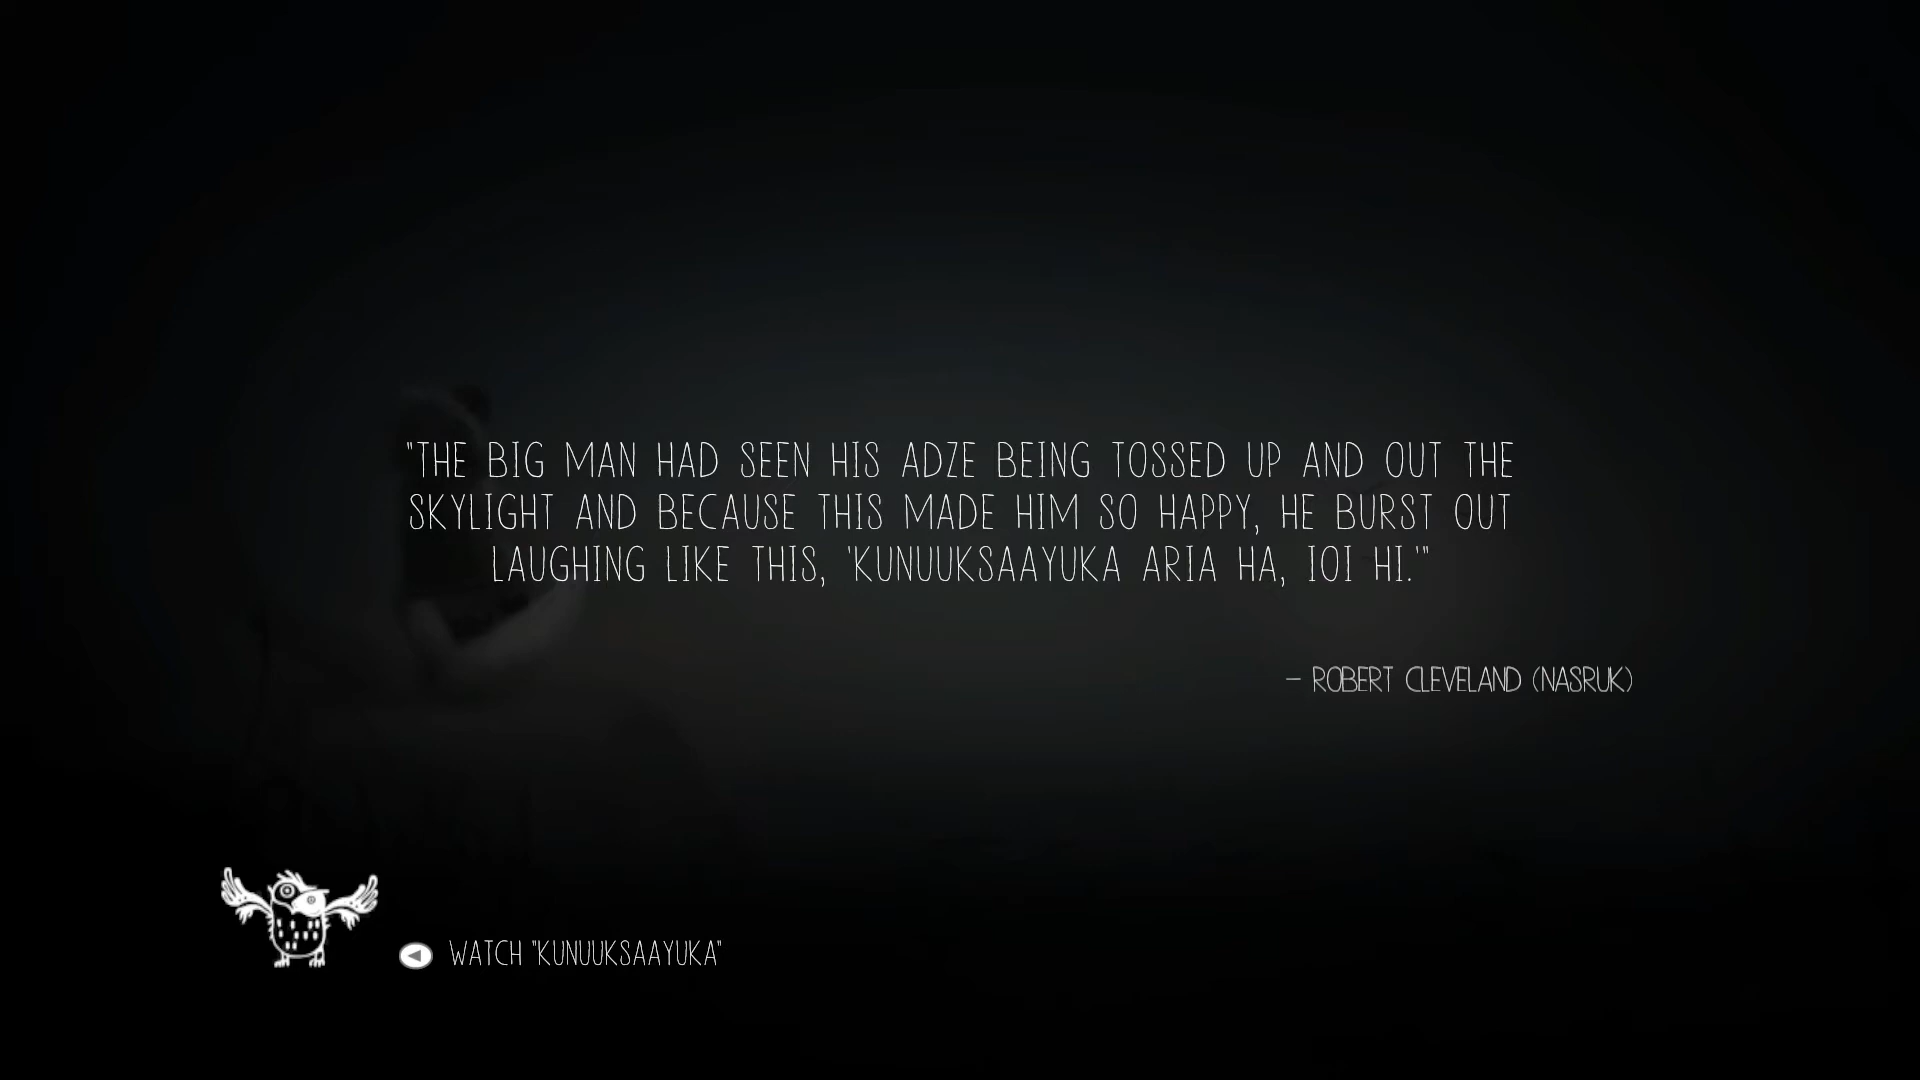 "THE BIG MAN HAD SEEN HIS ADZE BEING TOSSED UP AND OUT THE
SKYLIGHT AND BECAUSE THIS MADE HIM SO HAPPY, HE BURST OUT
LAUGHING LIKE THIS, 'KUNUUKSAAYUKA ARIA HA, IOI HI.'"
– ROBERT CLEVELAND (NASRUK)
WATCH "KUNUUKSAAYUKA"